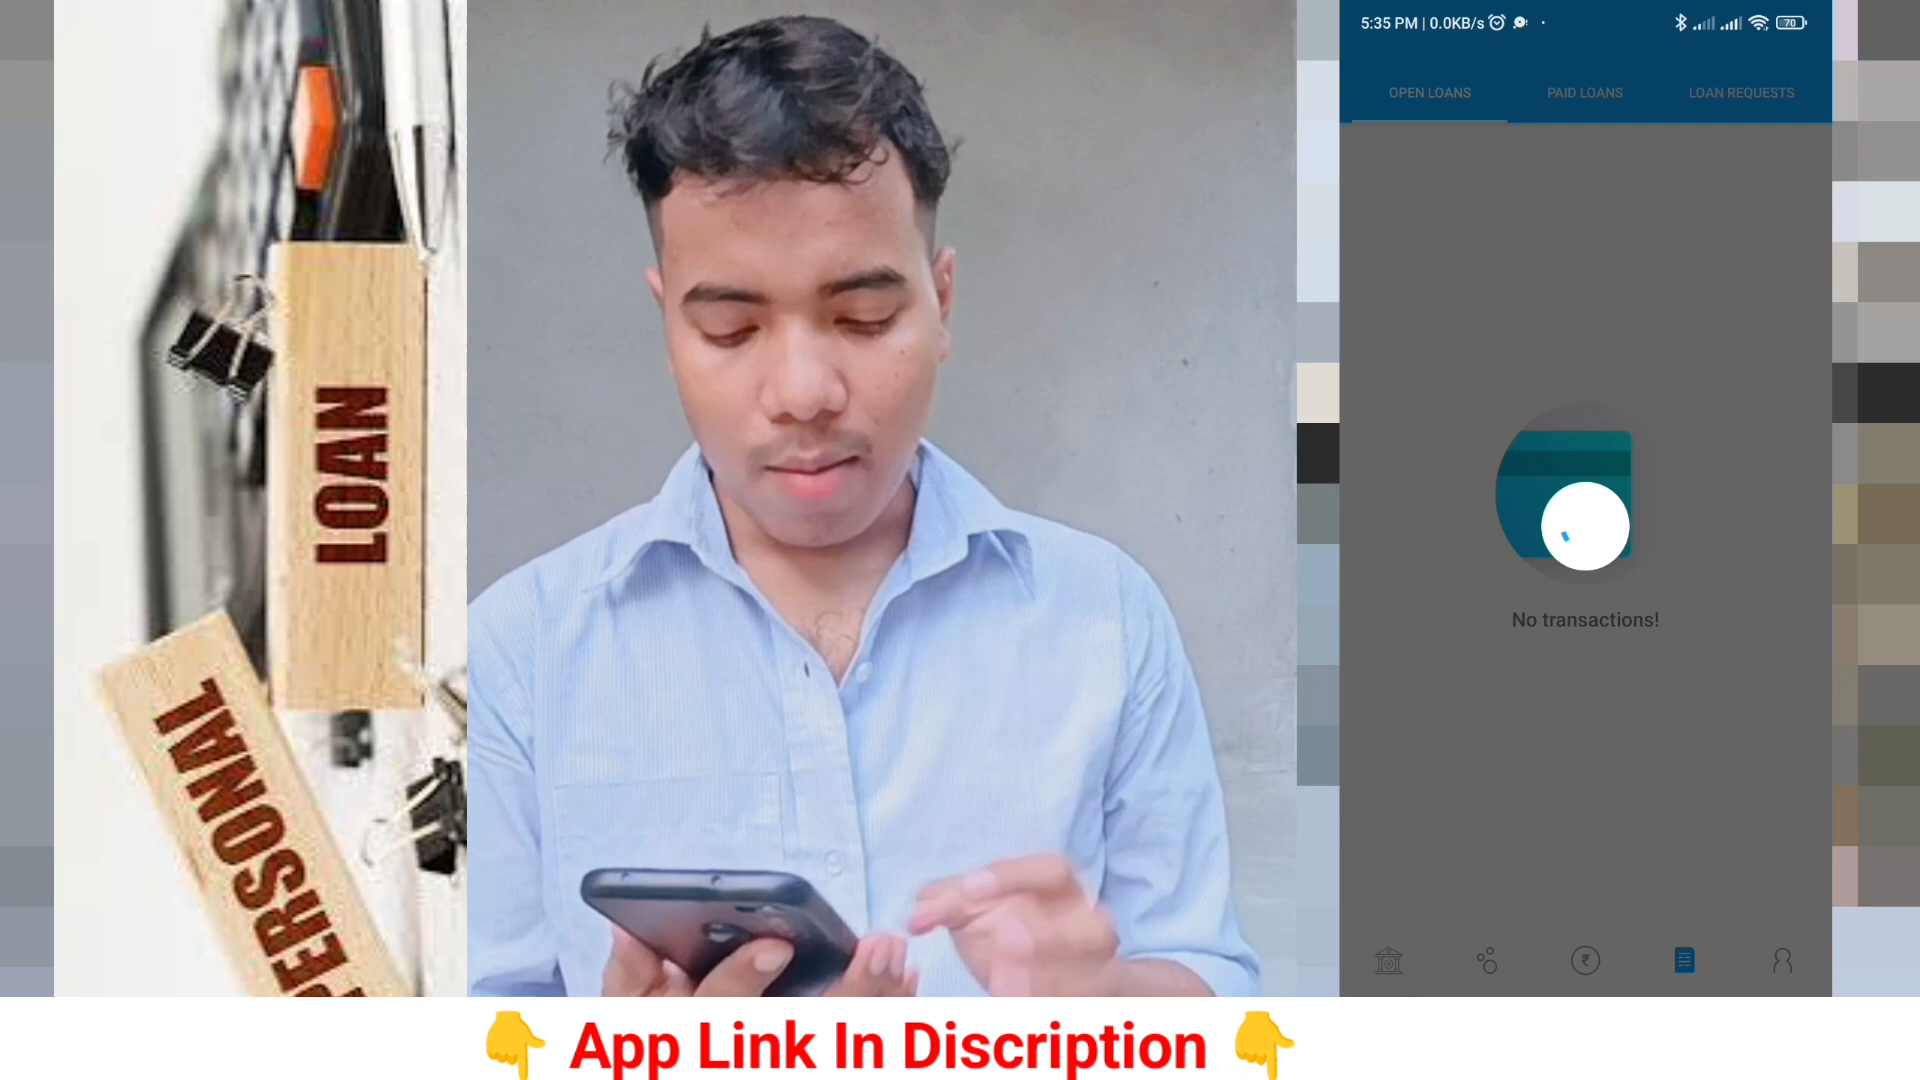 LOAN
PERSONAL
5:35 PM | 0.0KB/s
70
OPEN LOANS
PAID LOANS
LOAN REQUESTS
₹
No transactions!
👇 App Link In Discription 👇